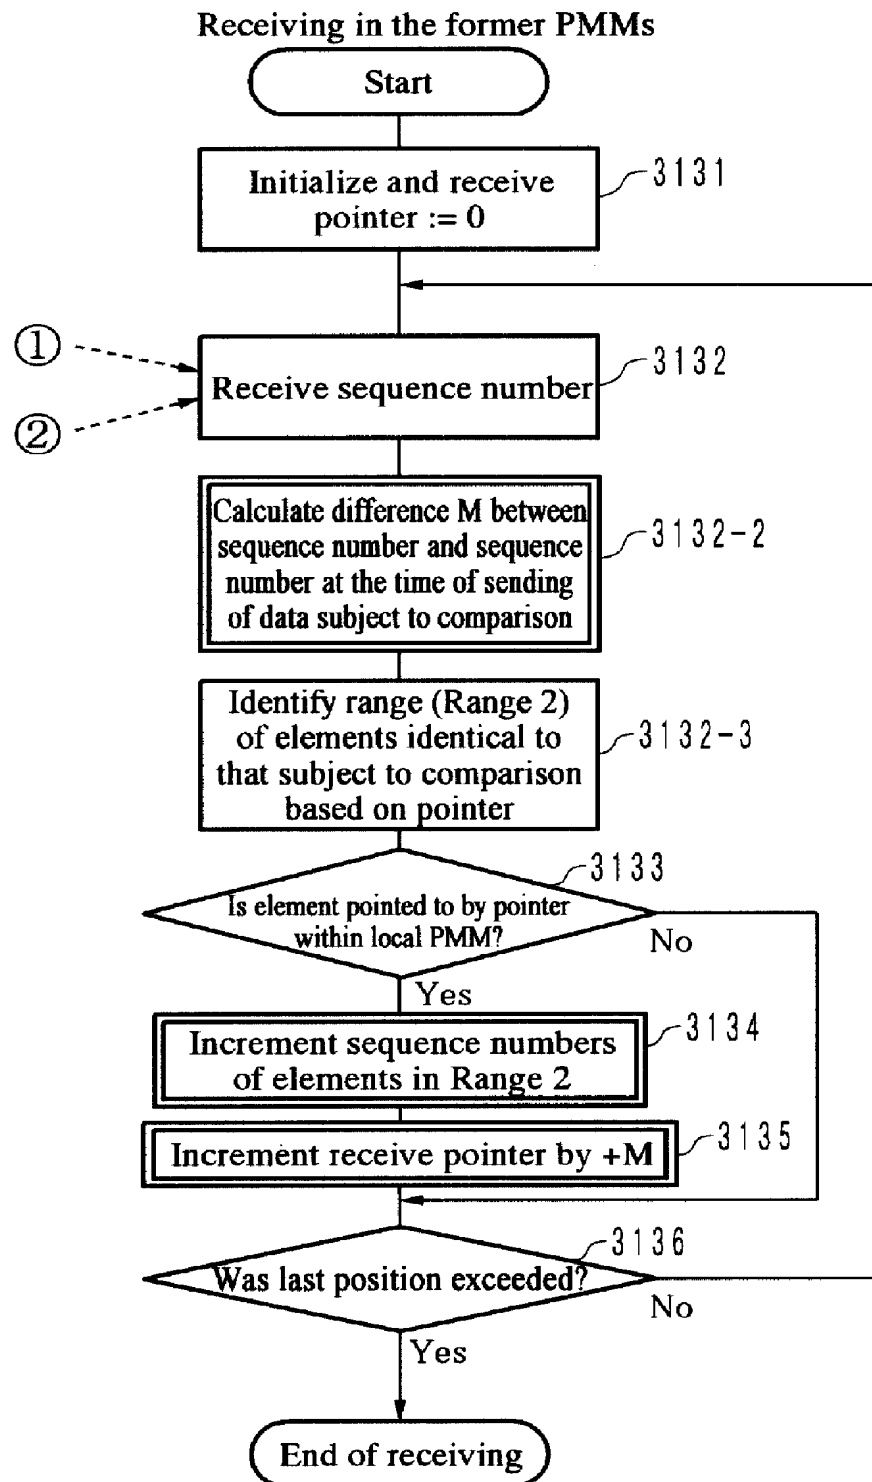 Receiving in the former PMMs
Start
Initialize and receive
pointer := 0
3131
①
②
Receive sequence number
3132
Calculate difference M between
sequence number and sequence
number at the time of sending
of data subject to comparison
3132-2
Identify range (Range 2)
of elements identical to
that subject to comparison
based on pointer
3132-3
3133
Is element pointed to by pointer
within local PMM?
No
Yes
Increment sequence numbers
of elements in Range 2
3134
Increment receive pointer by +M
3135
3136
Was last position exceeded?
No
Yes
End of receiving